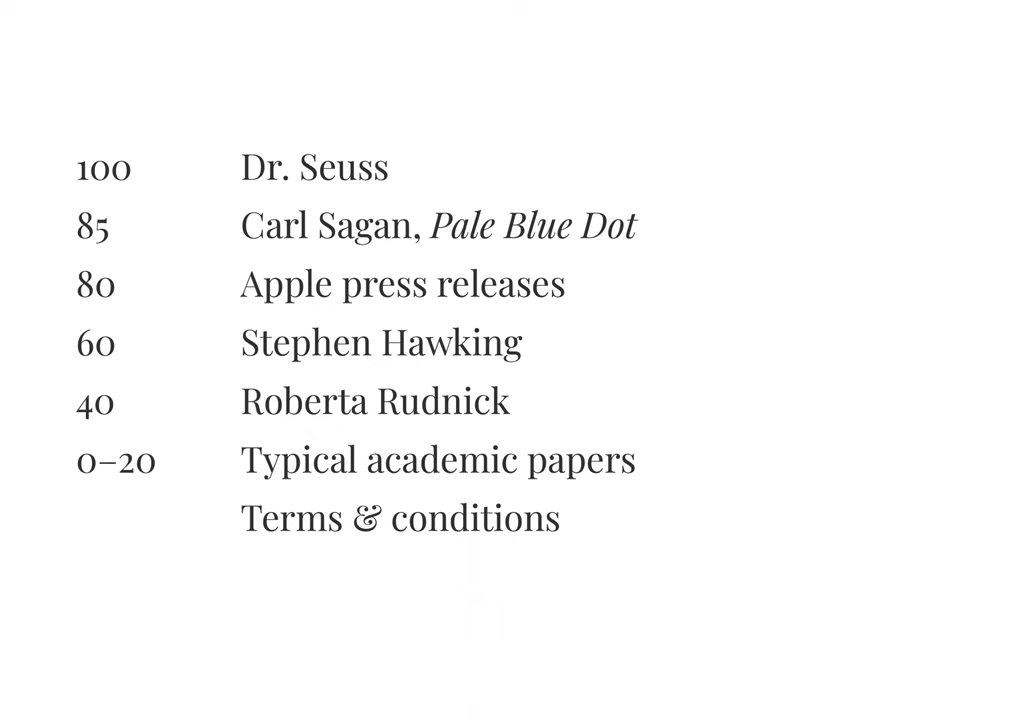 100 Dr. Seuss
85 Carl Sagan, Pale Blue Dot
80 Apple press releases
60 Stephen Hawking
40 Roberta Rudnick
0–20 Typical academic papers
Terms & conditions